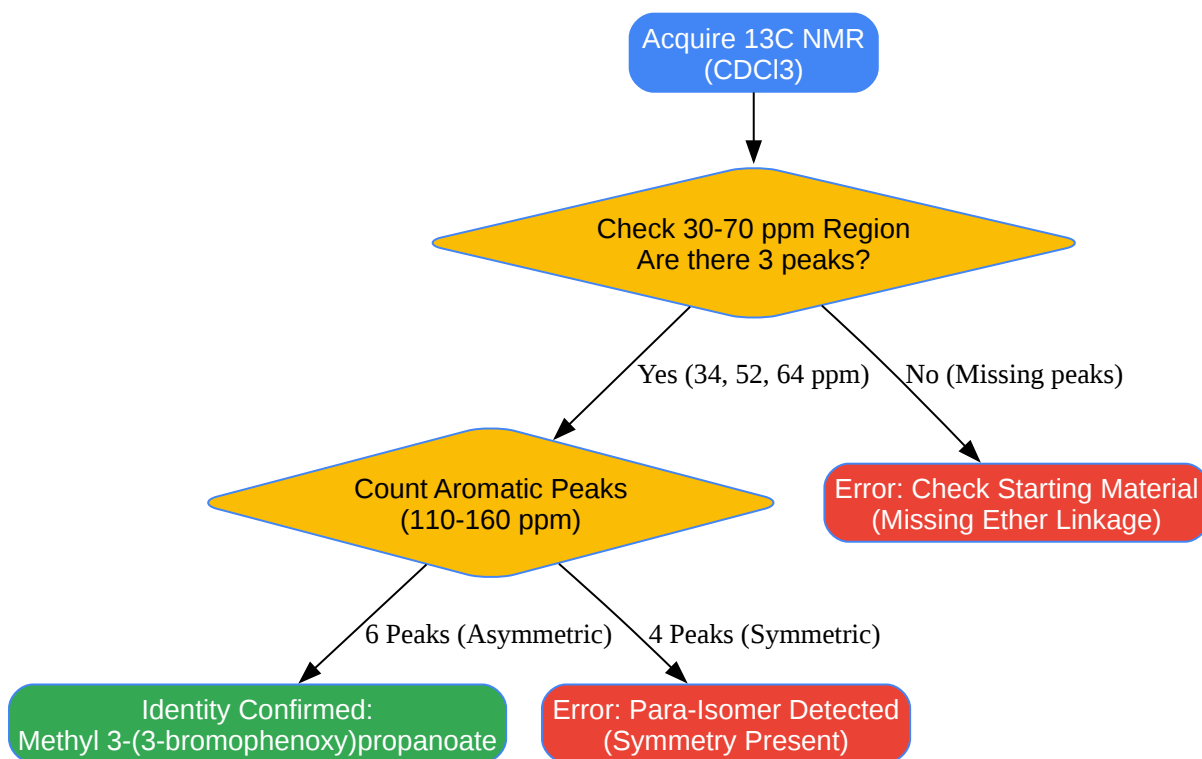 Acquire 13C NMR
(CDCl3)
Check 30-70 ppm Region
Are there 3 peaks?
Yes (34, 52, 64 ppm)
No (Missing peaks)
Count Aromatic Peaks
(110-160 ppm)
Error: Check Starting Material
(Missing Ether Linkage)
6 Peaks (Asymmetric)
4 Peaks (Symmetric)
Identity Confirmed:
Methyl 3-(3-bromophenoxy)propanoate
Error: Para-Isomer Detected
(Symmetry Present)